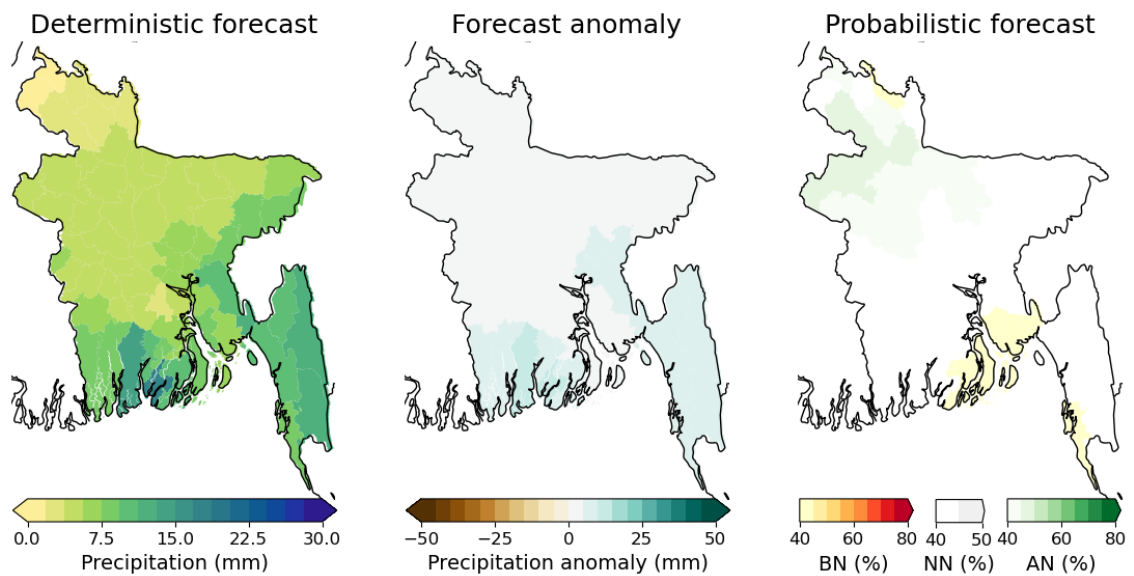 Deterministic forecast
Forecast anomaly
Probabilistic forecast
0.0 7.5 15.0 22.5 30.0
Precipitation (mm)
−50 −25 0 25 50
Precipitation anomaly (mm)
40 60 80
BN (%)
40 50
NN (%)
40 60 80
AN (%)